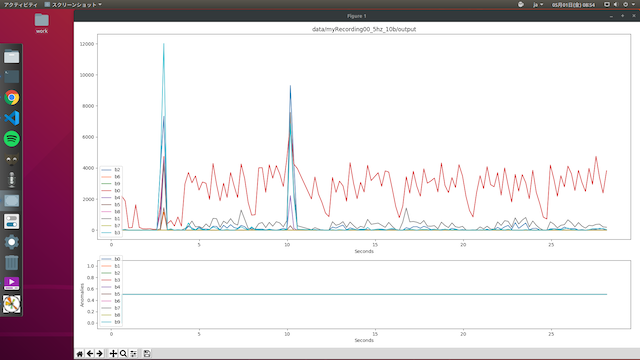 アクティビティ
スクリーンショット
ja
05月01日(金) 08:54
work
Figure 1
data/myRecording00_5hz_10b/output
12000
10000
8000
6000
4000
2000
0
b2
b6
b9
b0
b4
b5
b8
b1
b7
b3
0
5
10
15
20
25
Seconds
Anomalies
1.0
0.8
0.6
0.4
0.2
0.0
b0
b1
b2
b3
b4
b5
b6
b7
b8
b9
0
5
10
15
20
25
Seconds